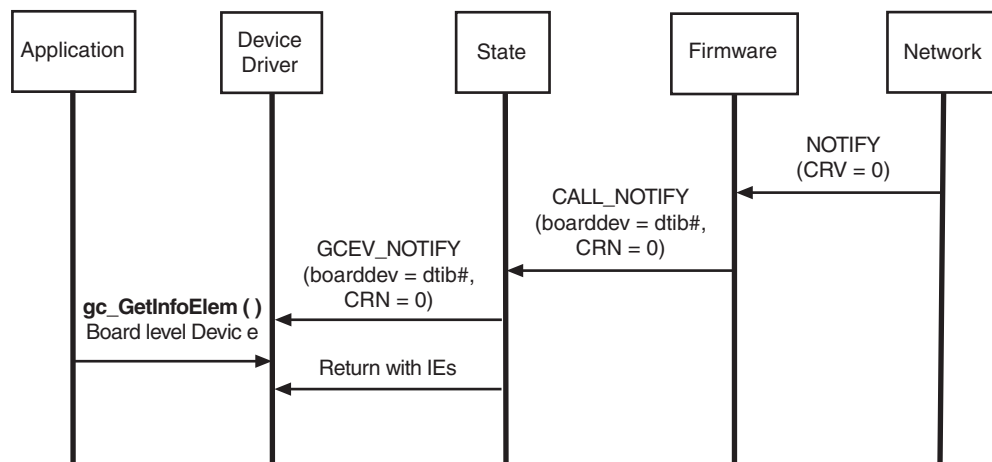 Application
Device
Driver
State
Firmware
Network
NOTIFY
(CRV = 0)
CALL_NOTIFY
(boarddev = dtib#,
CRN = 0)
GCEV_NOTIFY
(boarddev = dtib#,
CRN = 0)
gc_GetInfoElem ( )
Board level Devic e
Return with IEs